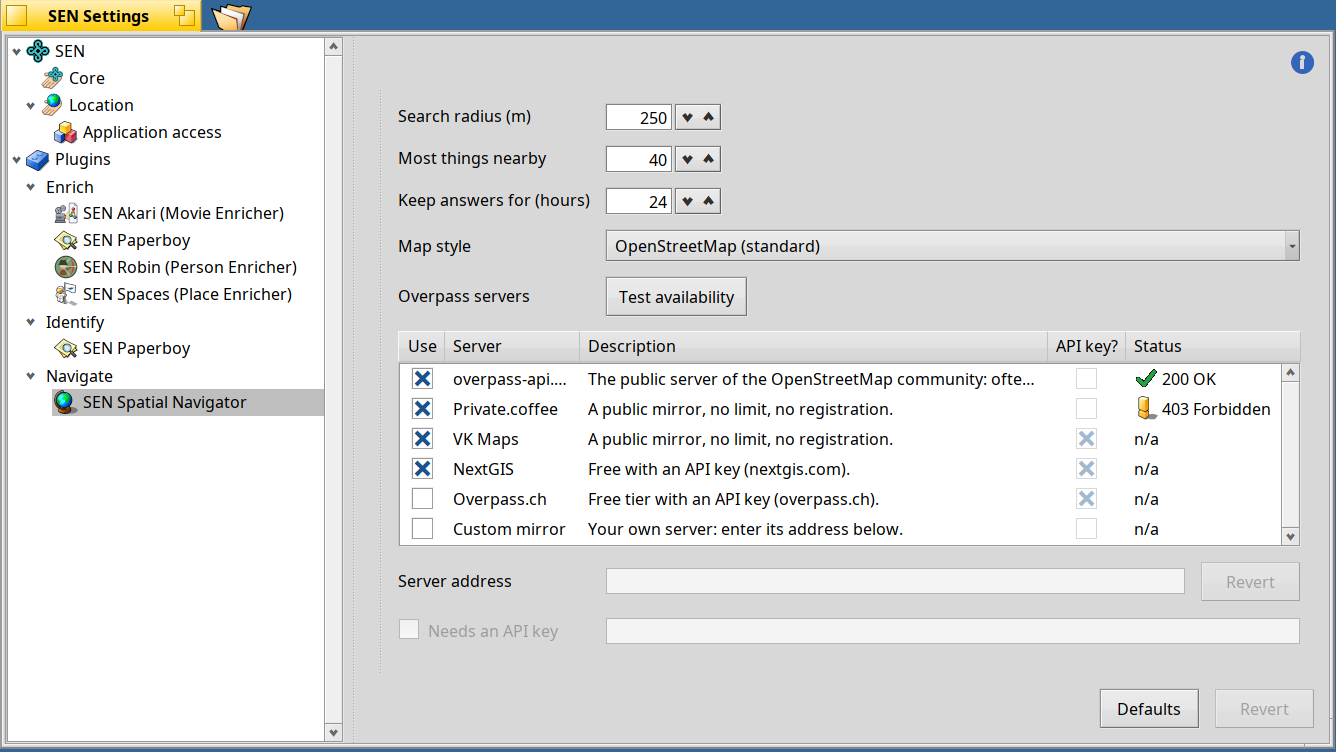 SEN Settings
SEN
Core
Location
Application access
Plugins
Enrich
SEN Akari (Movie Enricher)
SEN Paperboy
SEN Robin (Person Enricher)
SEN Spaces (Place Enricher)
Identify
SEN Paperboy
Navigate
SEN Spatial Navigator
Search radius (m) 250
Most things nearby 40
Keep answers for (hours) 24
Map style OpenStreetMap (standard)
Overpass servers Test availability
Use Server Description API key? Status
overpass-api.... The public server of the OpenStreetMap community: ofte... 200 OK
Private.coffee A public mirror, no limit, no registration. 403 Forbidden
VK Maps A public mirror, no limit, no registration. n/a
NextGIS Free with an API key (nextgis.com). n/a
Overpass.ch Free tier with an API key (overpass.ch). n/a
Custom mirror Your own server: enter its address below. n/a
Server address Revert
Needs an API key
Defaults Revert